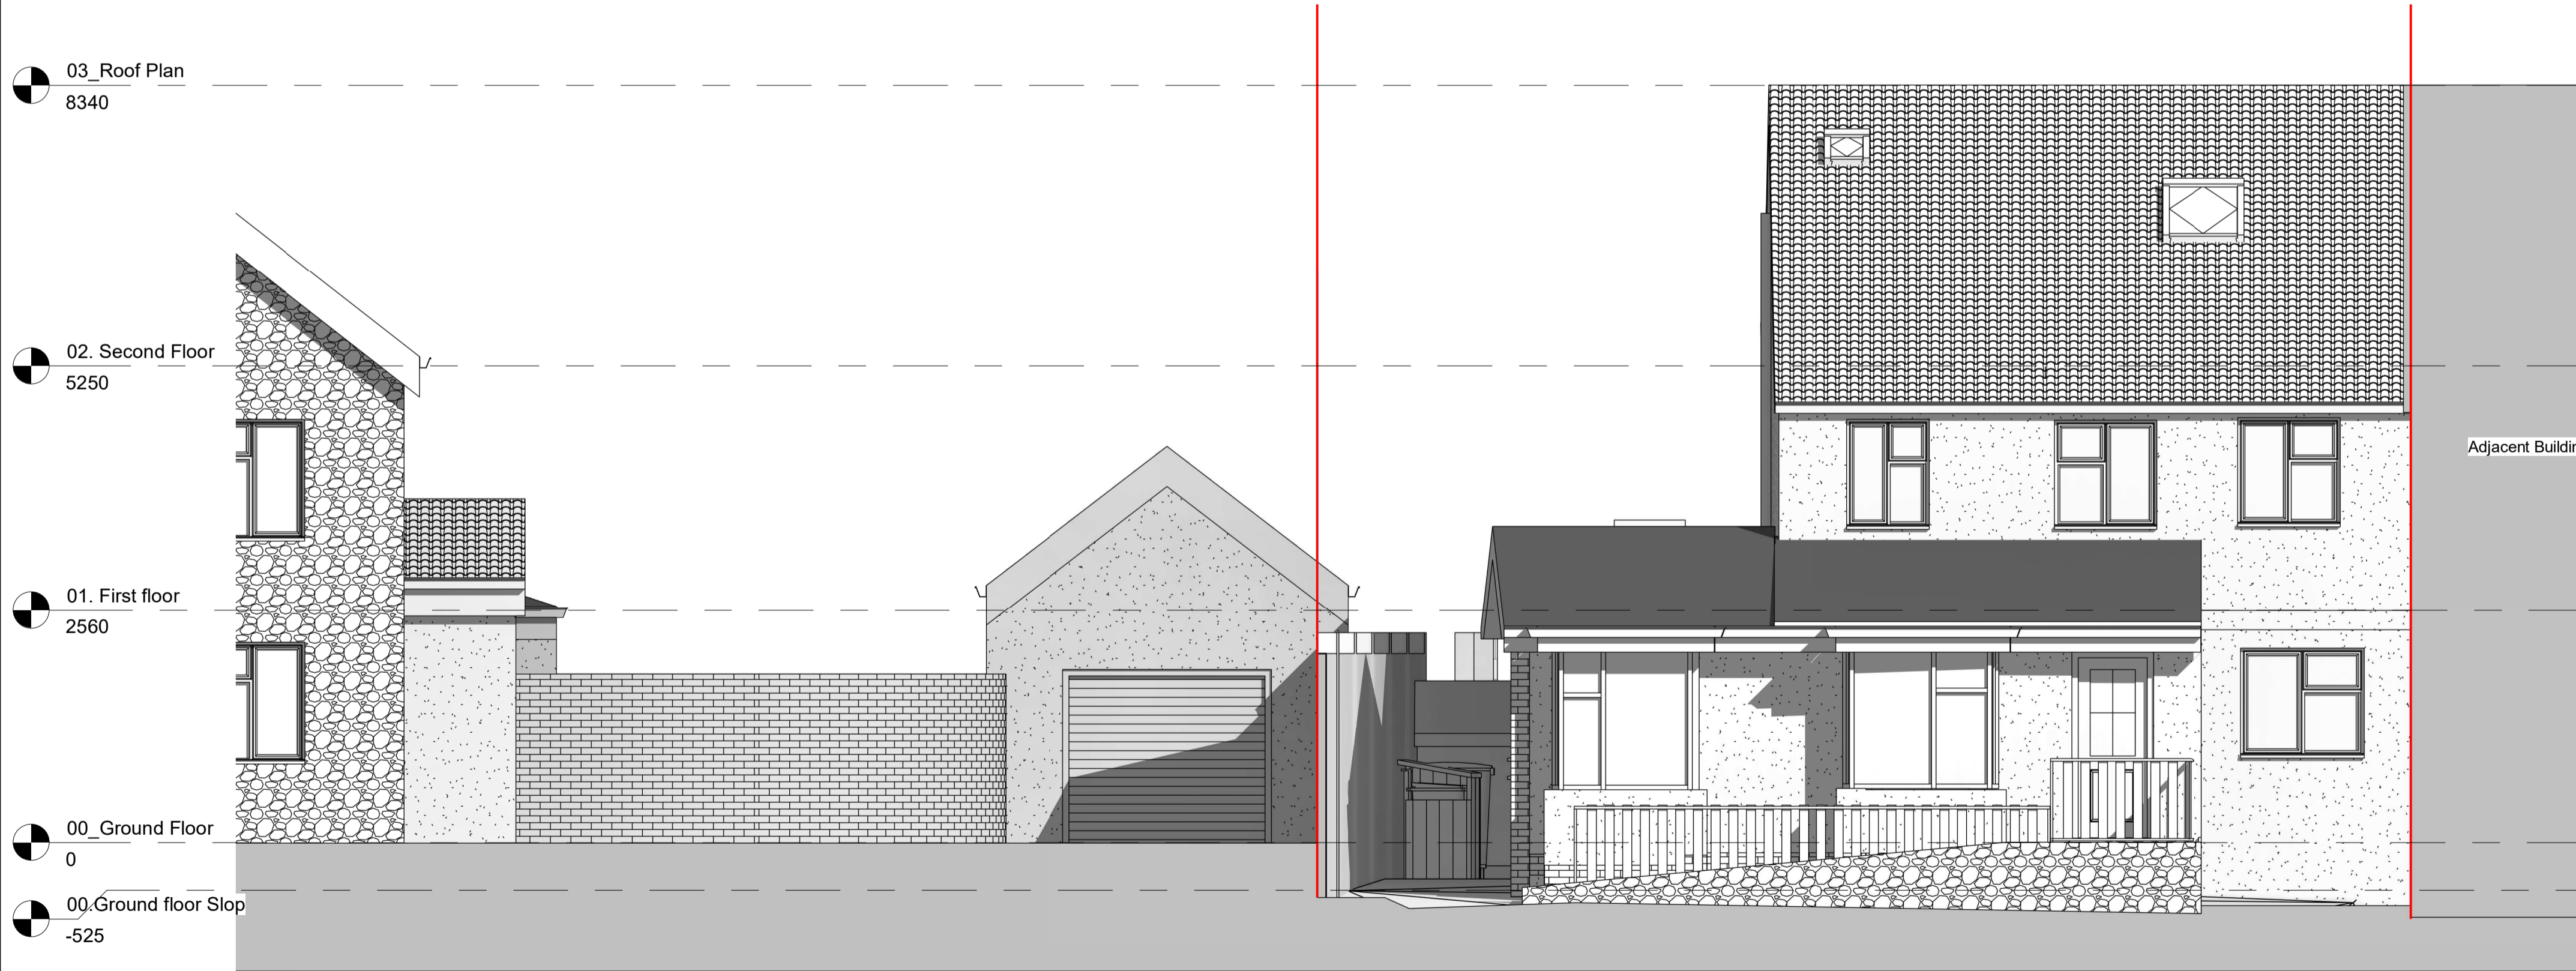 03_Roof Plan
8340
02. Second Floor
5250
01. First floor
2560
Adjacent Buildin
00_Ground Floor
0
00.Ground floor Slop
-525